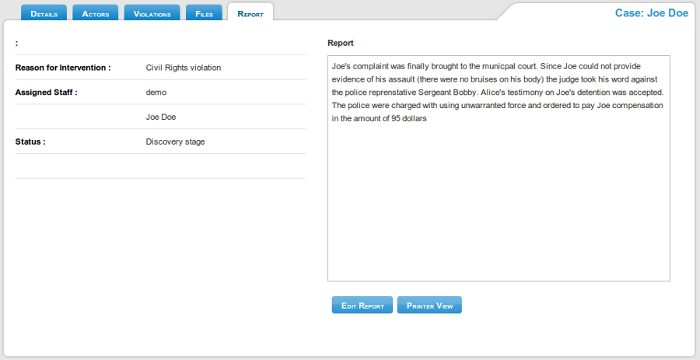 Details Actors Violations Files Report
Case: Joe Doe
:
Reason for Intervention : Civil Rights violation
Assigned Staff : demo
Joe Doe
Status : Discovery stage
Report
Joe's complaint was finally brought to the municpal court. Since Joe could not provide
evidence of his assault (there were no bruises on his body) the judge took his word against
the police reprenstative Sergeant Bobby. Alice's testimony on Joe's detention was accepted.
The police were charged with using unwarranted force and ordered to pay Joe compensation
in the amount of 95 dollars
Edit Report Printer View